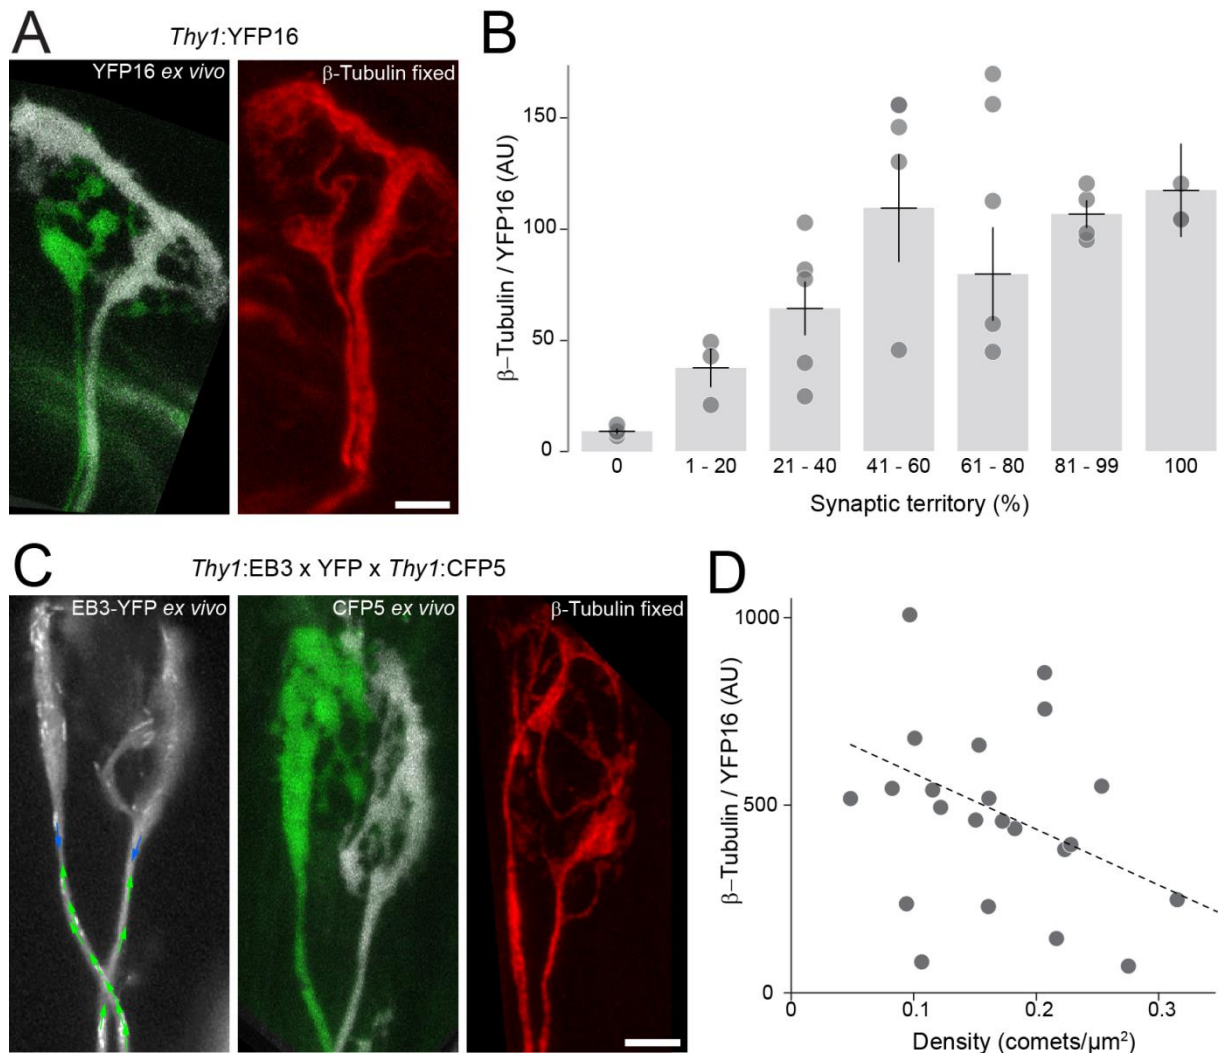 A
Thy1:YFP16
YFP16 ex vivo
β-Tubulin fixed
B
β–Tubulin / YFP16 (AU)
150
100
50
0
0
1 - 20
21 - 40
41 - 60
61 - 80
81 - 99
100
Synaptic territory (%)
C
Thy1:EB3 x YFP x Thy1:CFP5
EB3-YFP ex vivo
CFP5 ex vivo
β-Tubulin fixed
D
β–Tubulin / YFP16 (AU)
1000
500
0
0
0.1
0.2
0.3
Density (comets/µm²)